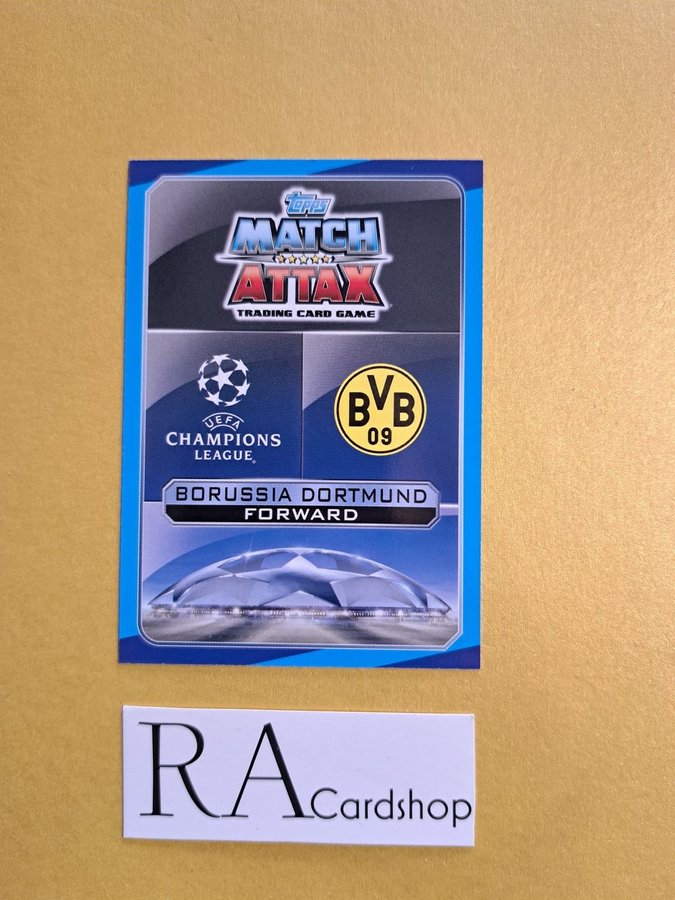 Topps
MATCH
ATTAX
TRADING CARD GAME
UEFA
CHAMPIONS
LEAGUE®
BVB
09
BORUSSIA DORTMUND
FORWARD
RA Cardshop